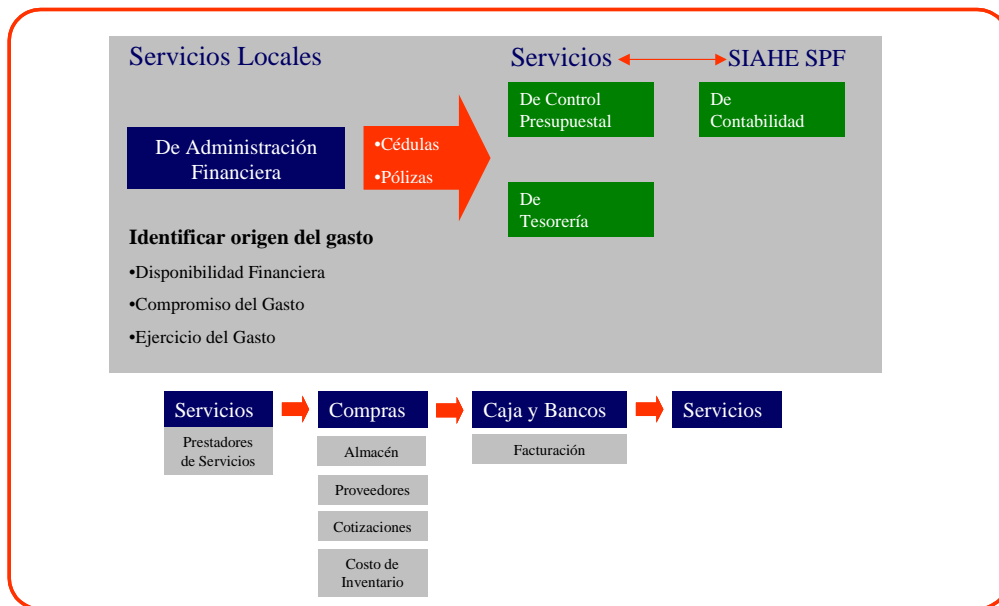 Servicios Locales
Servicios
SIAHE SPF
De Control
Presupuestal
De
Contabilidad
De Administración
Financiera
•Cédulas
•Pólizas
De
Tesorería
Identificar origen del gasto
•Disponibilidad Financiera
•Compromiso del Gasto
•Ejercicio del Gasto
Servicios
Compras
Caja y Bancos
Servicios
Prestadores
de Servicios
Almacén
Facturación
Proveedores
Cotizaciones
Costo de
Inventario